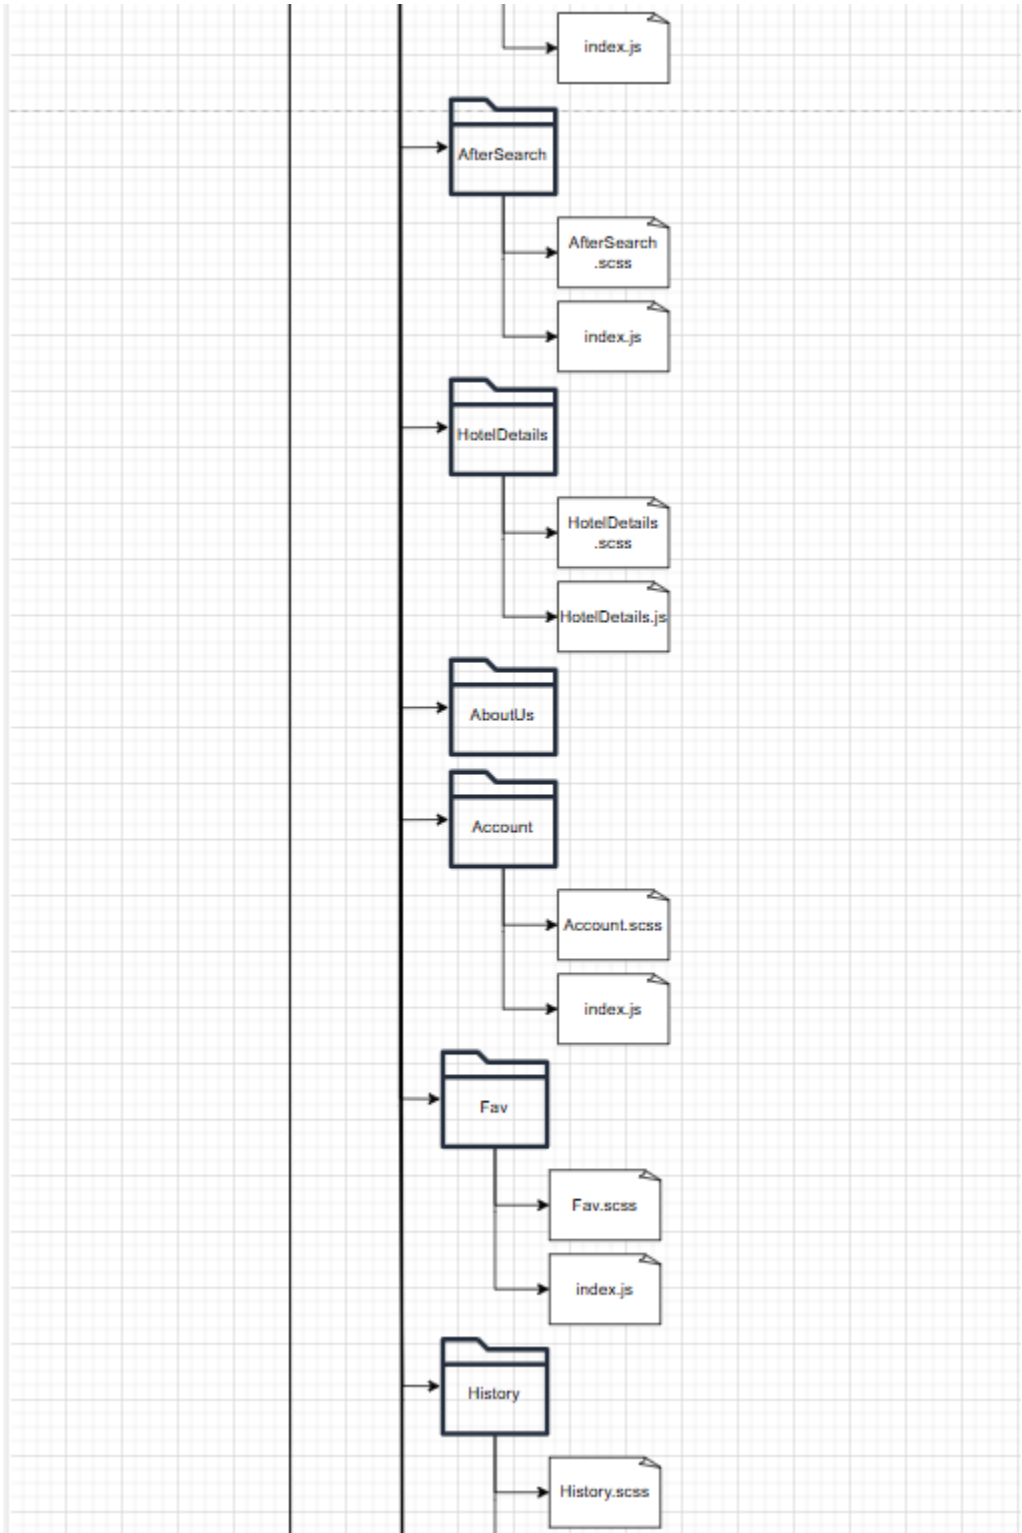 index.js
AfterSearch
AfterSearch
.scss
index.js
HotelDetails
HotelDetails
.scss
HotelDetails.js
AboutUs
Account
Account.scss
index.js
Fav
Fav.scss
index.js
History
History.scss